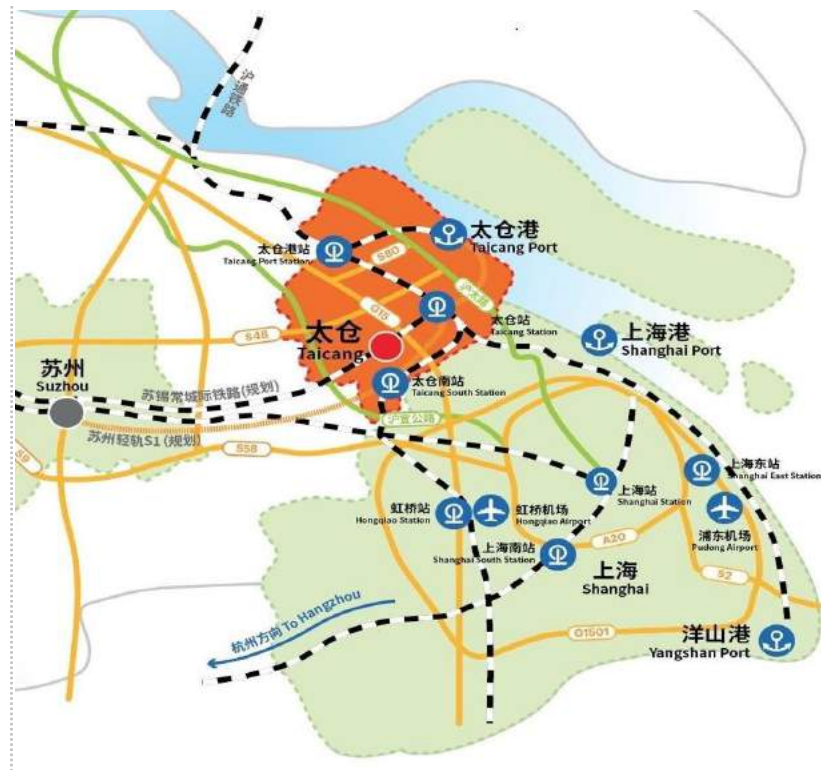 沪通铁路
太仓港
Taicang Port
太仓港站
Taicang Port Station
S80
G15
沪太路
太仓
Taicang
太仓站
Taicang Station
上海港
Shanghai Port
S48
苏州
Suzhou
太仓南站
Taicang South Station
苏锡常城际铁路(规划)
苏州轻轨S1(规划)
沪宜公路
S58
S9
上海东站
Shanghai East Station
上海站
Shanghai Station
虹桥站
Hongqiao Station
虹桥机场
Hongqiao Airport
浦东机场
Pudong Airport
上海南站
Shanghai South Station
A20
上海
Shanghai
S2
杭州方向 To Hangzhou
G1501
洋山港
Yangshan Port